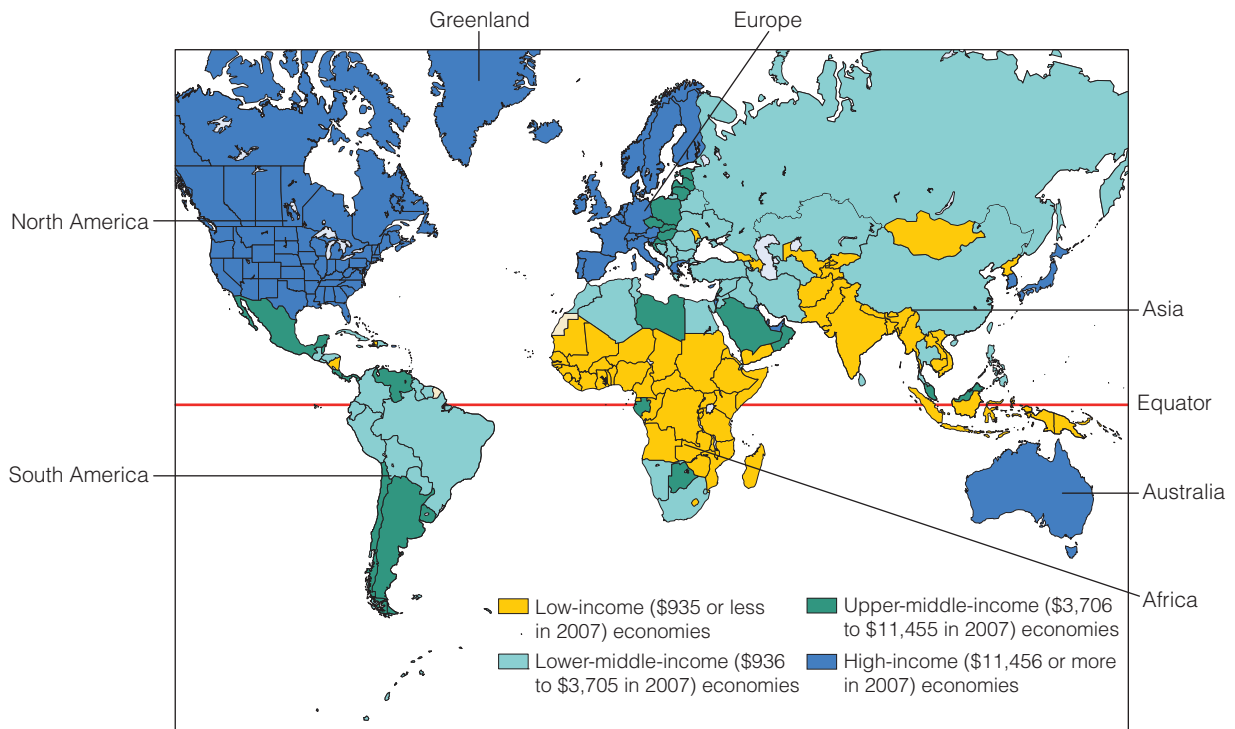 Greenland
Europe
North America
Asia
Equator
South America
Australia
Africa
Low-income ($935 or less
in 2007) economies
Lower-middle-income ($936
to $3,705 in 2007) economies
Upper-middle-income ($3,706
to $11,455 in 2007) economies
High-income ($11,456 or more
in 2007) economies